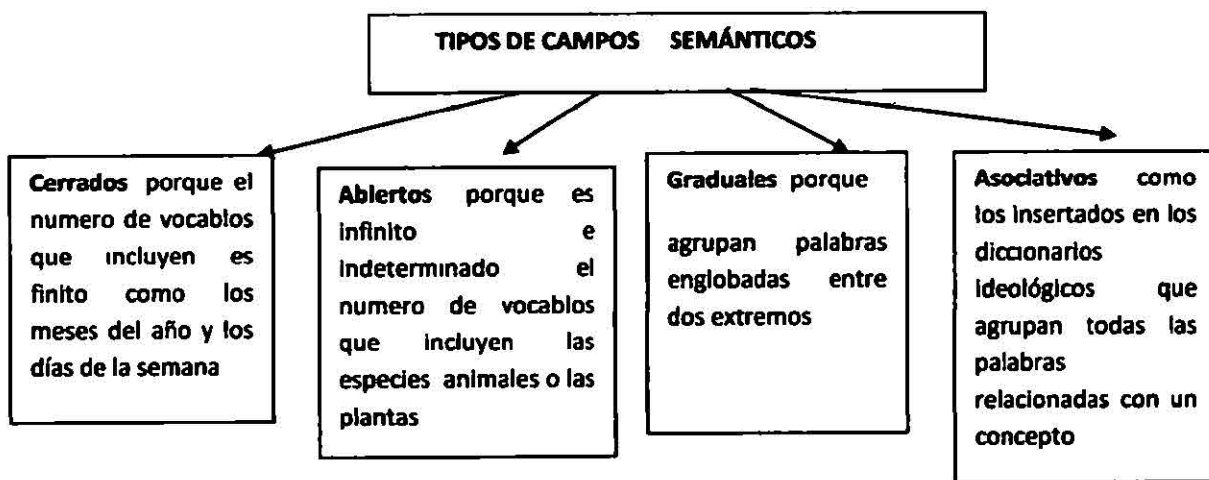 TIPOS DE CAMPOS SEMÁNTICOS
Cerrados porque el
numero de vocablos
que incluyen es
finito como los
meses del año y los
días de la semana
Abiertos porque es
infinito e
indeterminado el
numero de vocablos
que incluyen las
especies animales o las
plantas
Graduales porque
agrupan palabras
englobadas entre
dos extremos
Asociativos como
los insertados en los
diccionarios
ideológicos que
agrupan todas las
palabras
relacionadas con un
concepto